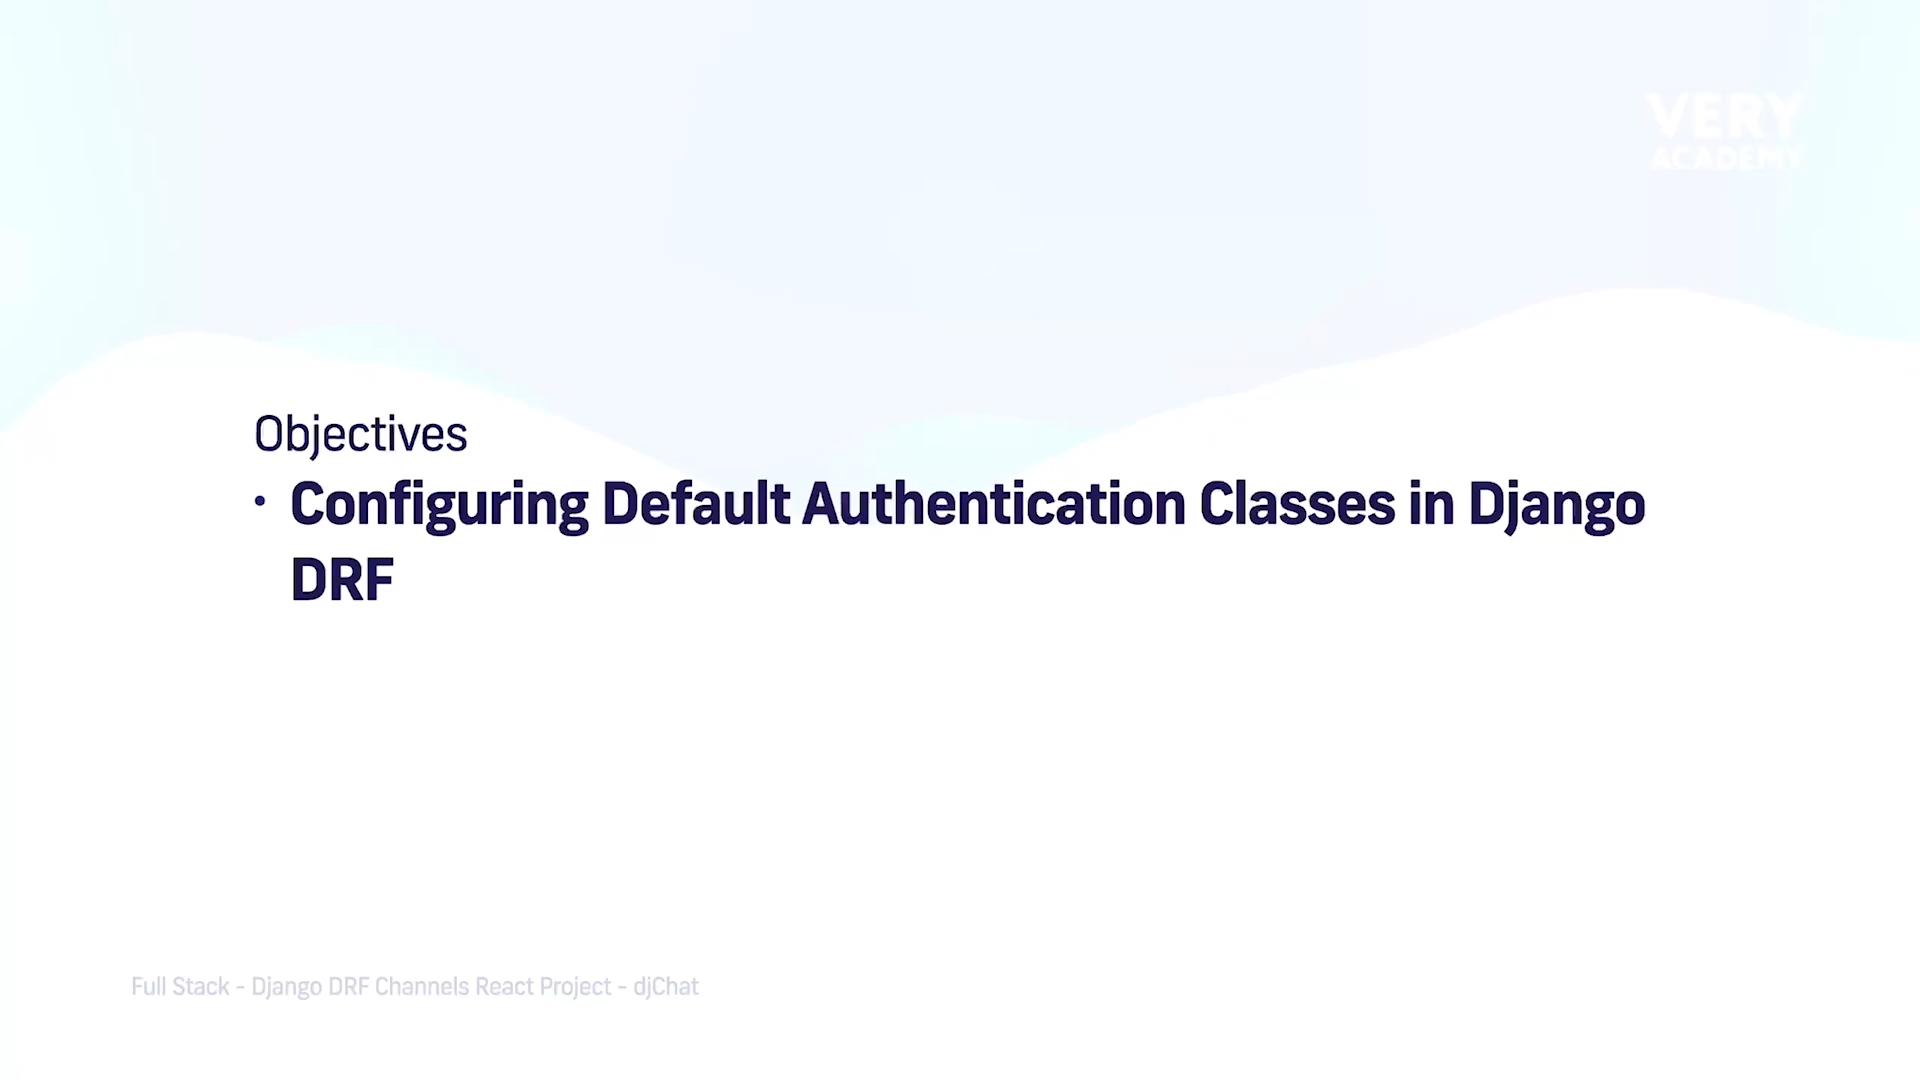 VERY
ACADEMY
Objectives
• Configuring Default Authentication Classes in Django
DRF
Full Stack - Django DRF Channels React Project - djChat